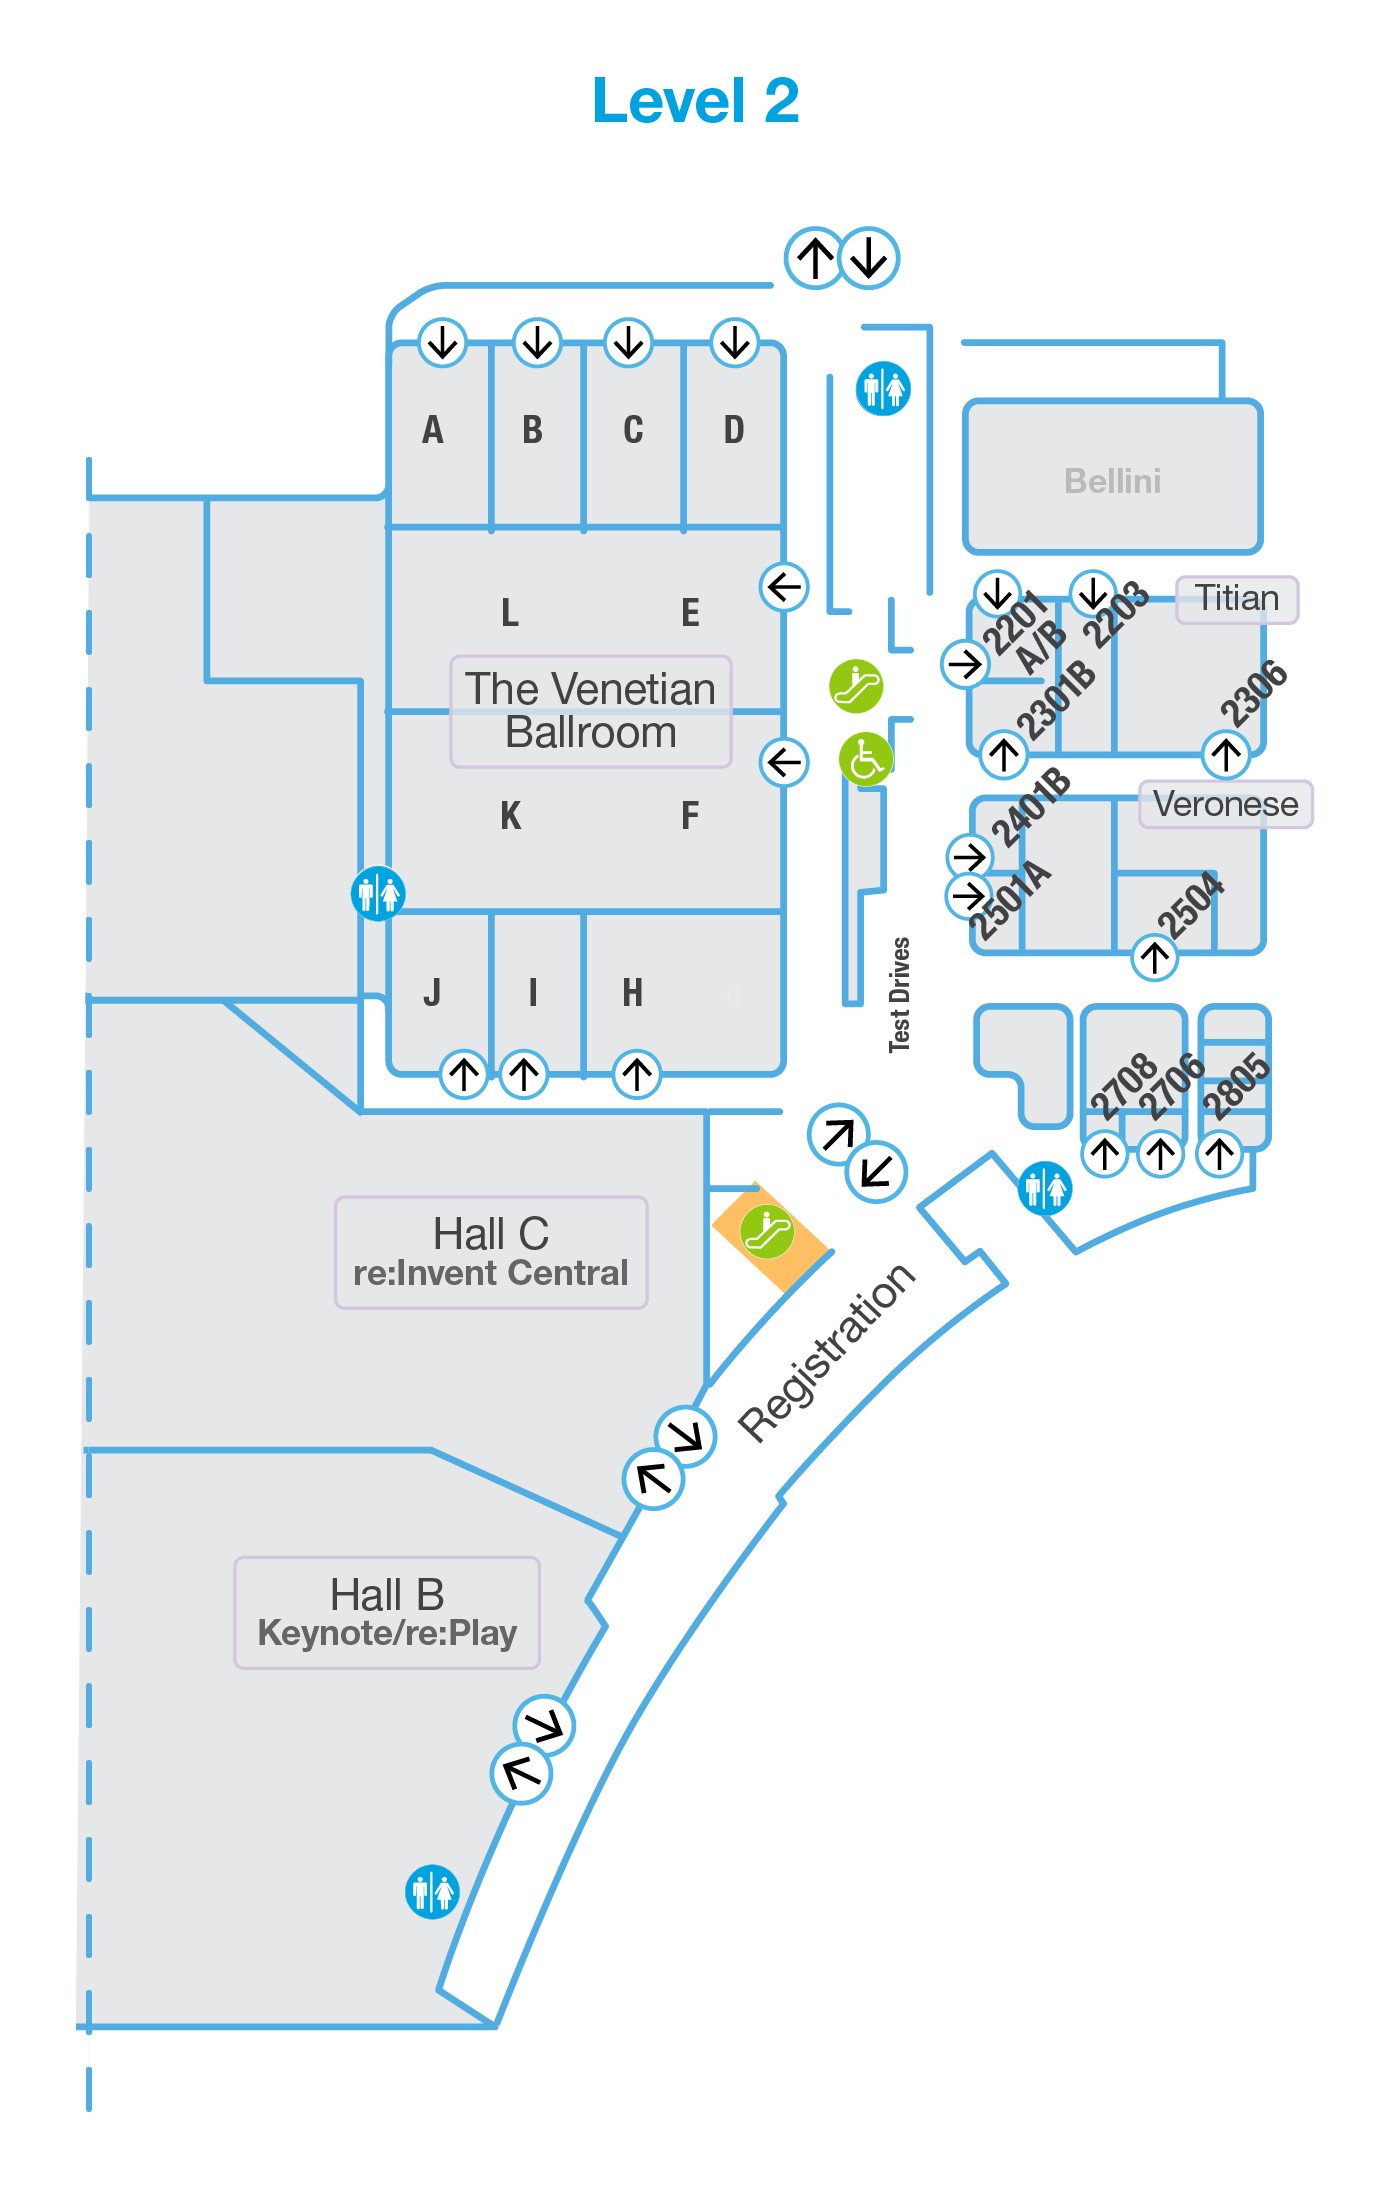 Level 2
A
B
C
D
Bellini
L
E
2201
A/B
2203
Titian
The Venetian
Ballroom
2301B
2306
K
F
2401B
Veronese
2501A
2504
J
I
H
G
Test Drives
2708
2706
2805
Hall C
re:Invent Central
Registration
Hall B
Keynote/re:Play